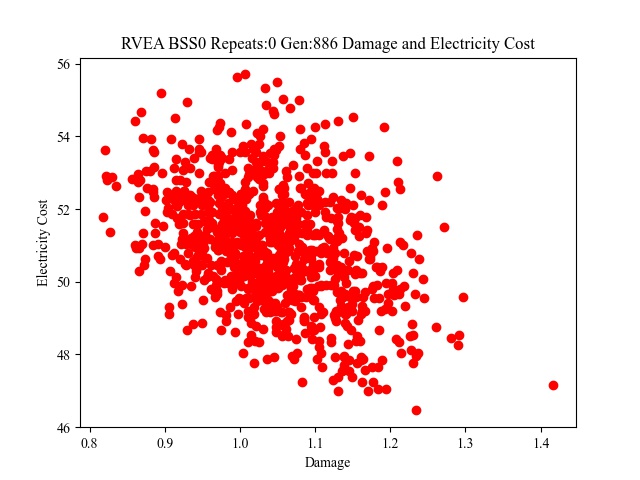 RVEA BSS0 Repeats:0 Gen:886 Damage and Electricity Cost
56
54
52
50
48
46
Electricity Cost
0.8 0.9 1.0 1.1 1.2 1.3 1.4
Damage